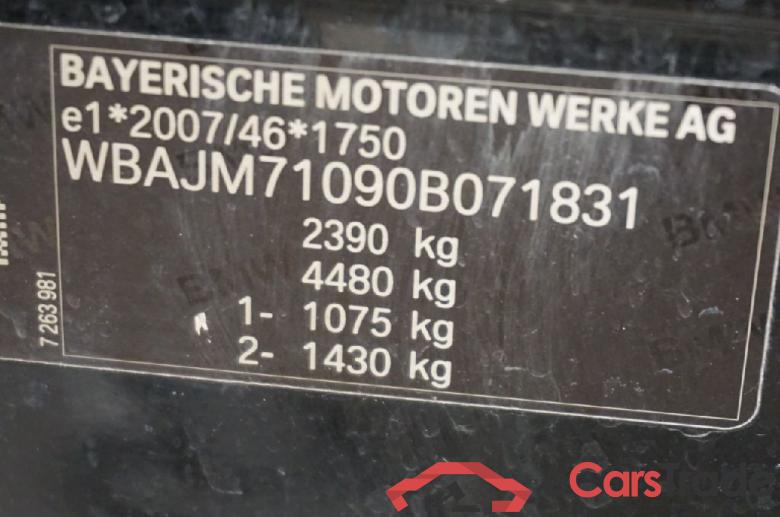 BAYERISCHE MOTOREN WERKE AG
e1*2007/46*1750
WBAJM71090B071831
2390 kg
4480 kg
1- 1075 kg
2- 1430 kg
7 263 981
CarsTrade